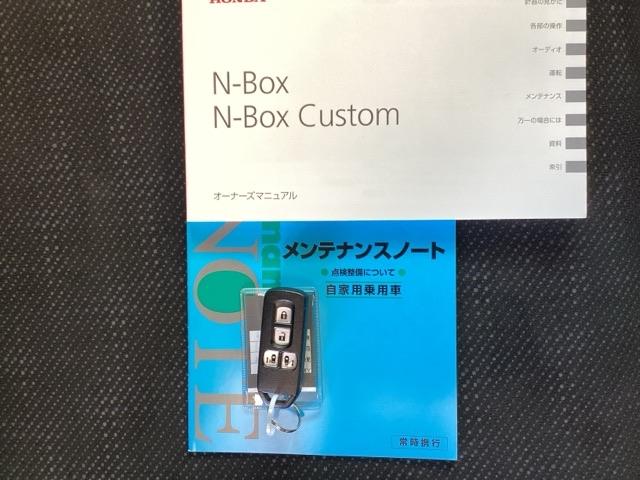 HONDA
計器の見かた
各部の操作
オーディオ
運転
メンテナンス
万一の場合には
資料
索引
N-Box
N-Box Custom
オーナーズマニュアル
メンテナンスノート
点検整備について
自家用乗用車
NOTE
常時携行